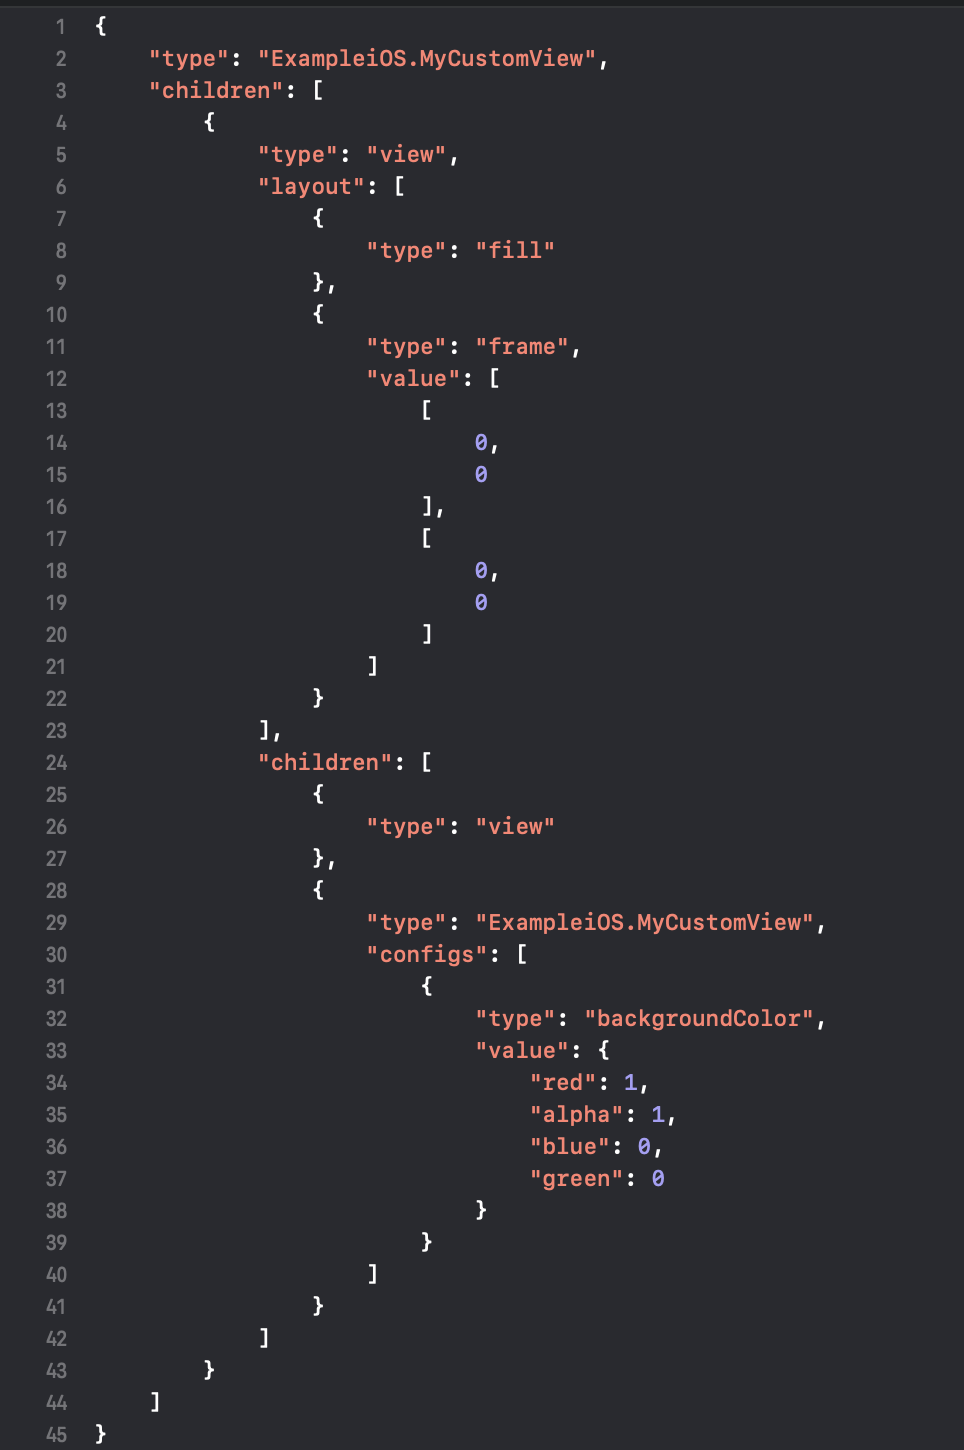 1 {
2     "type": "ExampleiOS.MyCustomView",
3     "children": [
4         {
5             "type": "view",
6             "layout": [
7                 {
8                     "type": "fill"
9                 },
10                 {
11                     "type": "frame",
12                     "value": [
13                         [
14                             0,
15                             0
16                         ],
17                         [
18                             0,
19                             0
20                         ]
21                     ]
22                 }
23             ],
24             "children": [
25                 {
26                     "type": "view"
27                 },
28                 {
29                     "type": "ExampleiOS.MyCustomView",
30                     "configs": [
31                         {
32                             "type": "backgroundColor",
33                             "value": {
34                                 "red": 1,
35                                 "alpha": 1,
36                                 "blue": 0,
37                                 "green": 0
38                             }
39                         }
40                     ]
41                 }
42             ]
43         }
44     ]
45 }